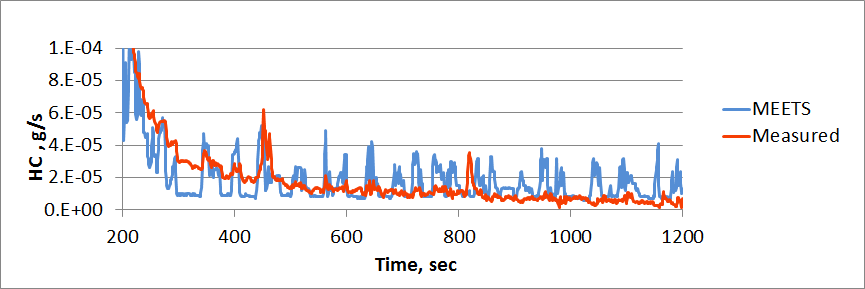 1.E-04
8.E-05
6.E-05
4.E-05
2.E-05
0.E+00
HC , g/s
200 400 600 800 1000 1200
Time, sec
MEETS
Measured